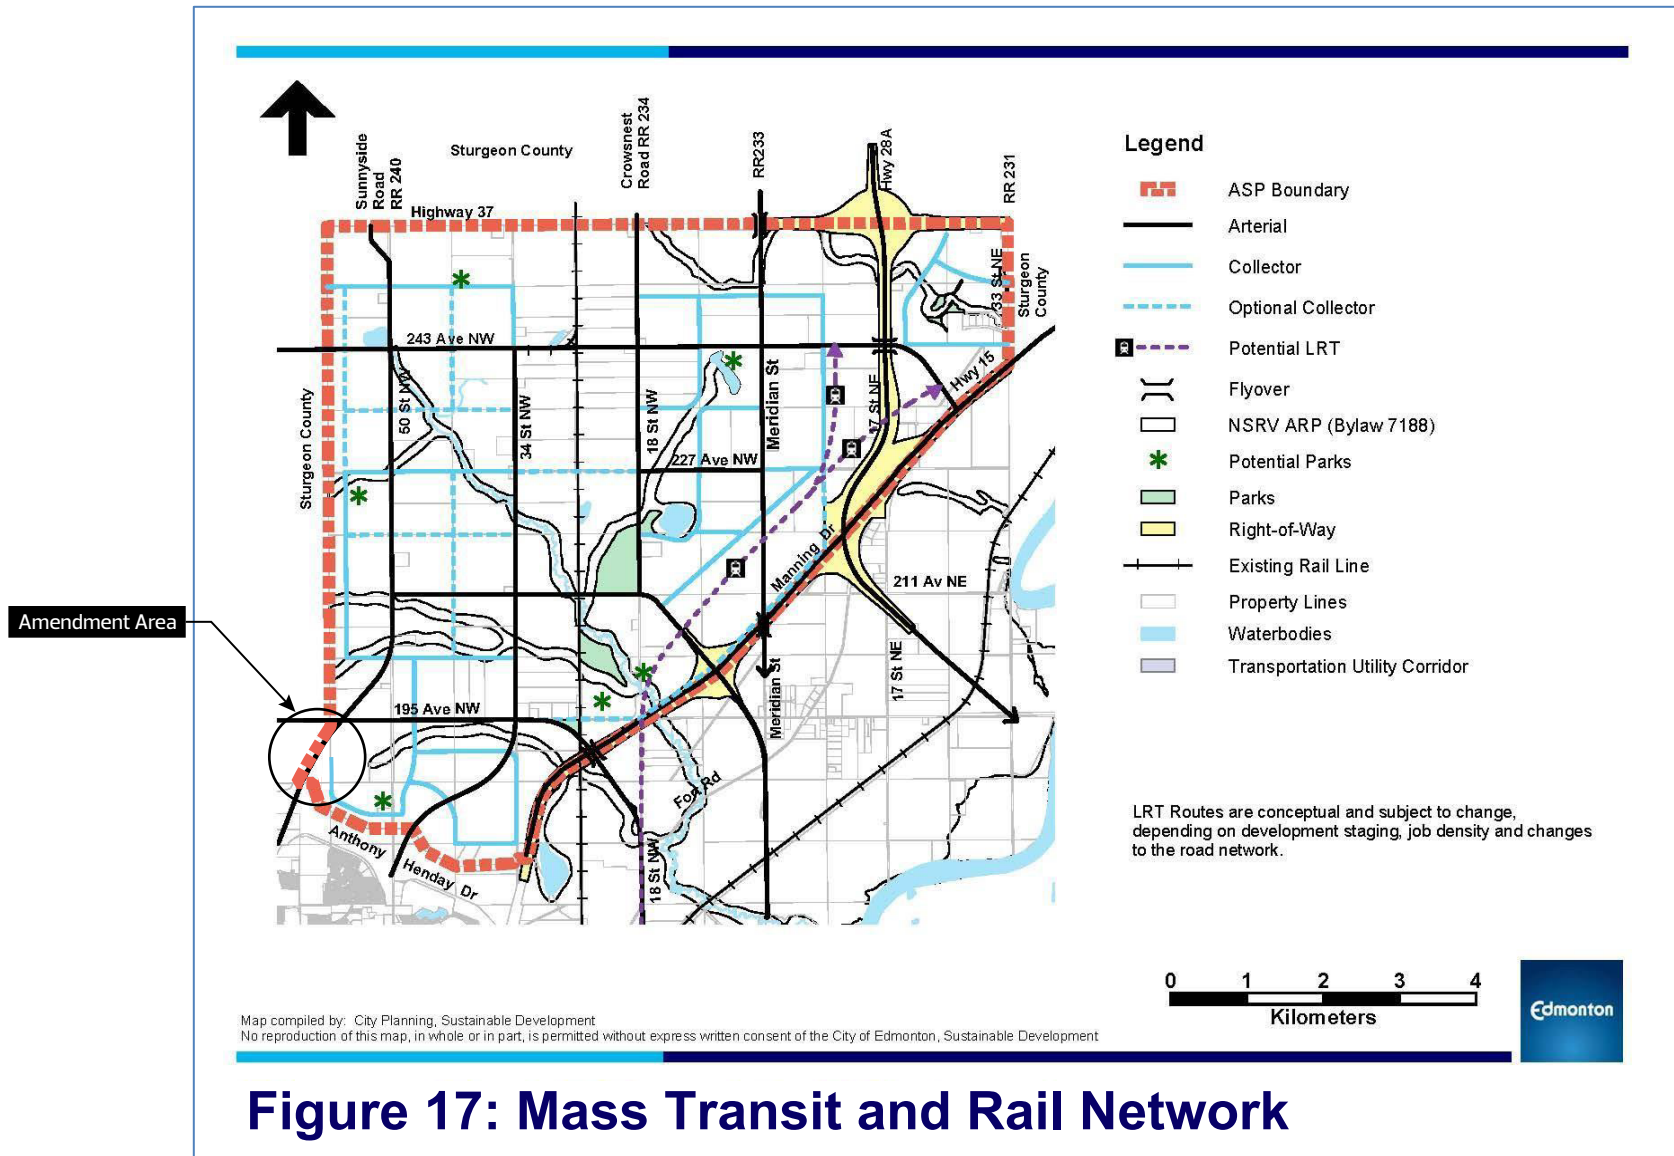 Sturgeon County
Sunnyside
Road
RR 240
Crowsnest
Road RR 234
RR233
Hwy 28A
RR 231
Highway 37
33 St NE
Sturgeon
County
243 Ave NW
50 St NW
34 St NW
18 St NW
Meridian St
17 St NE
Hwy 15
Sturgeon County
227 Ave NW
Manning Dr
211 Av NE
Amendment Area
195 Ave NW
Meridian St
17 St NE
Fort Rd
18 St NW
Anthony
Henday Dr
Legend
ASP Boundary
Arterial
Collector
Optional Collector
Potential LRT
Flyover
NSRV ARP (Bylaw 7188)
Potential Parks
Parks
Right-of-Way
Existing Rail Line
Property Lines
Waterbodies
Transportation Utility Corridor
LRT Routes are conceptual and subject to change,
depending on development staging, job density and changes
to the road network.
0 1 2 3 4
Kilometers
Edmonton
Map compiled by: City Planning, Sustainable Development
No reproduction of this map, in whole or in part, is permitted without express written consent of the City of Edmonton, Sustainable Development
Figure 17: Mass Transit and Rail Network